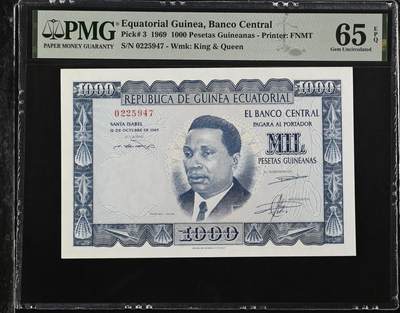 PMG
PAPER MONEY GUARANTY
Equatorial Guinea, Banco Central
Pick# 3 1969 1000 Pesetas Guineanas - Printer: FNMT
S/N 0225947 - Wmk: King & Queen
65 EPQ
Gem Uncirculated
1000 1000
REPUBLICA DE GUINEA ECUATORIAL
0225947
EL BANCO CENTRAL
SANTA ISABEL
PAGARA AL PORTADOR
12 DE OCTUBRE DE 1969
MIL
PESETAS GUINEANAS
1000